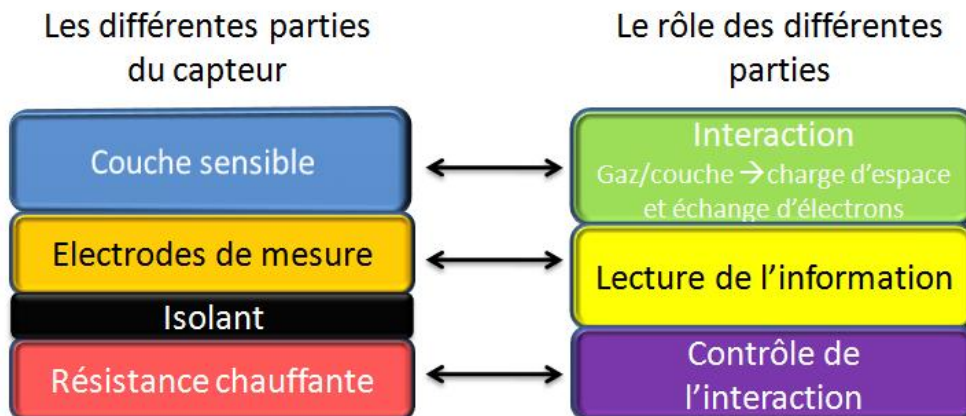 Les différentes parties
du capteur
Couche sensible
Electrodes de mesure
Isolant
Résistance chauffante
Le rôle des différentes
parties
Interaction
Gaz/couche → charge d'espace
et échange d'électrons
Lecture de l'information
Contrôle de
l'interaction